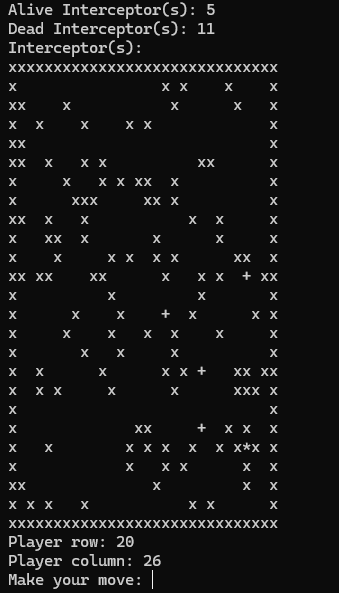 Alive Interceptor(s): 5
Dead Interceptor(s): 11
Interceptor(s):
xxxxxxxxxxxxxxxxxxxxxxxxxxxxxx
x                x x    x    x
xx    x           x      x   x
x  x    x    x x             x
xx                           x
xx  x   x x          xx      x
x     x   x x xx  x          x
x      xxx     xx x          x
xx  x   x           x  x     x
x   xx  x       x      x     x
x    x     x x  x x      xx  x
xx xx    xx      x   x x  + xx
x          x         x       x
x      x    x    +  x      x x
x     x    x   x  x    x     x
x       x   x     x          x
x  x      x      x x +   xx xx
x  x x     x      x      xxx x
x                            x
x             xx     +  x x  x
x   x        x x x  x  x x*x x
x            x   x x      x  x
xx              x         x  x
x x x   x           x x      x
xxxxxxxxxxxxxxxxxxxxxxxxxxxxxx
Player row: 20
Player column: 26
Make your move: